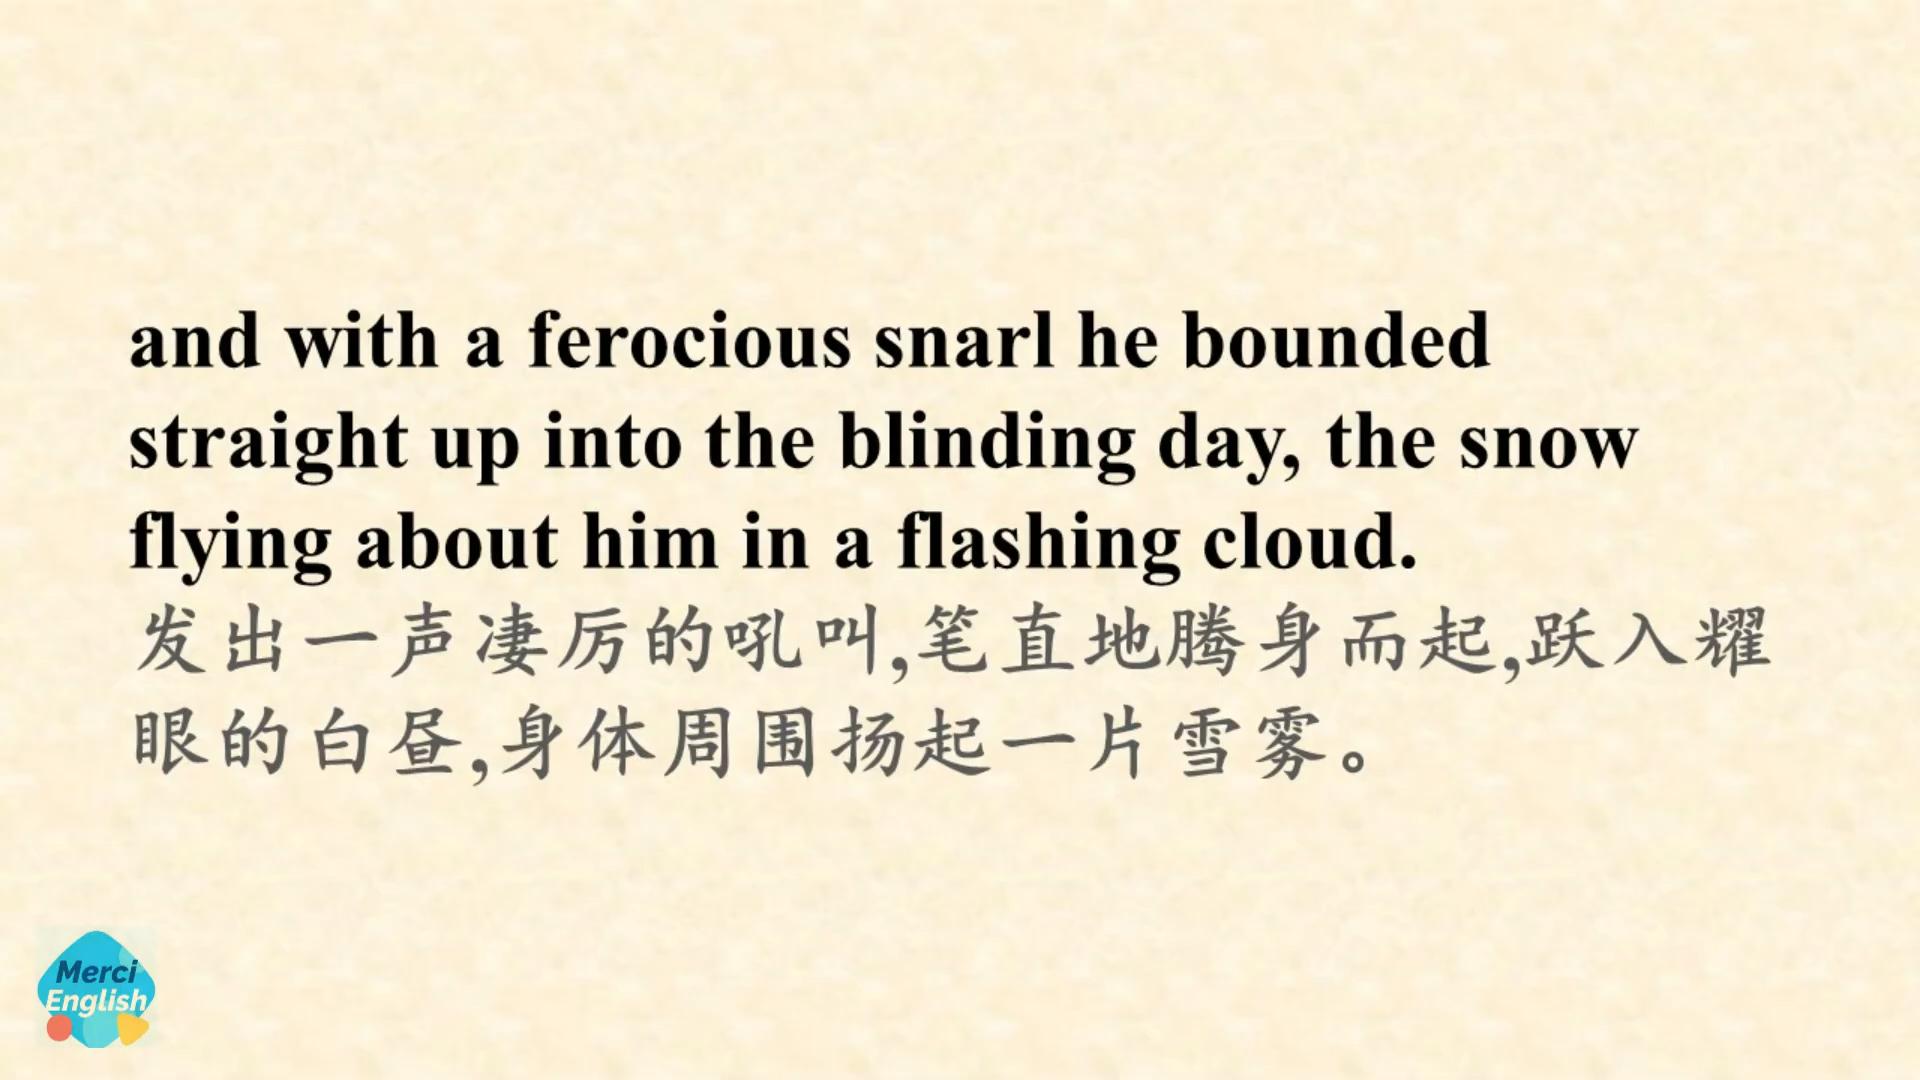 and with a ferocious snarl he bounded
straight up into the blinding day, the snow
flying about him in a flashing cloud.
发出一声凄厉的吼叫,笔直地腾身而起,跃入耀
眼的白昼,身体周围扬起一片雪雾。
Merci
English